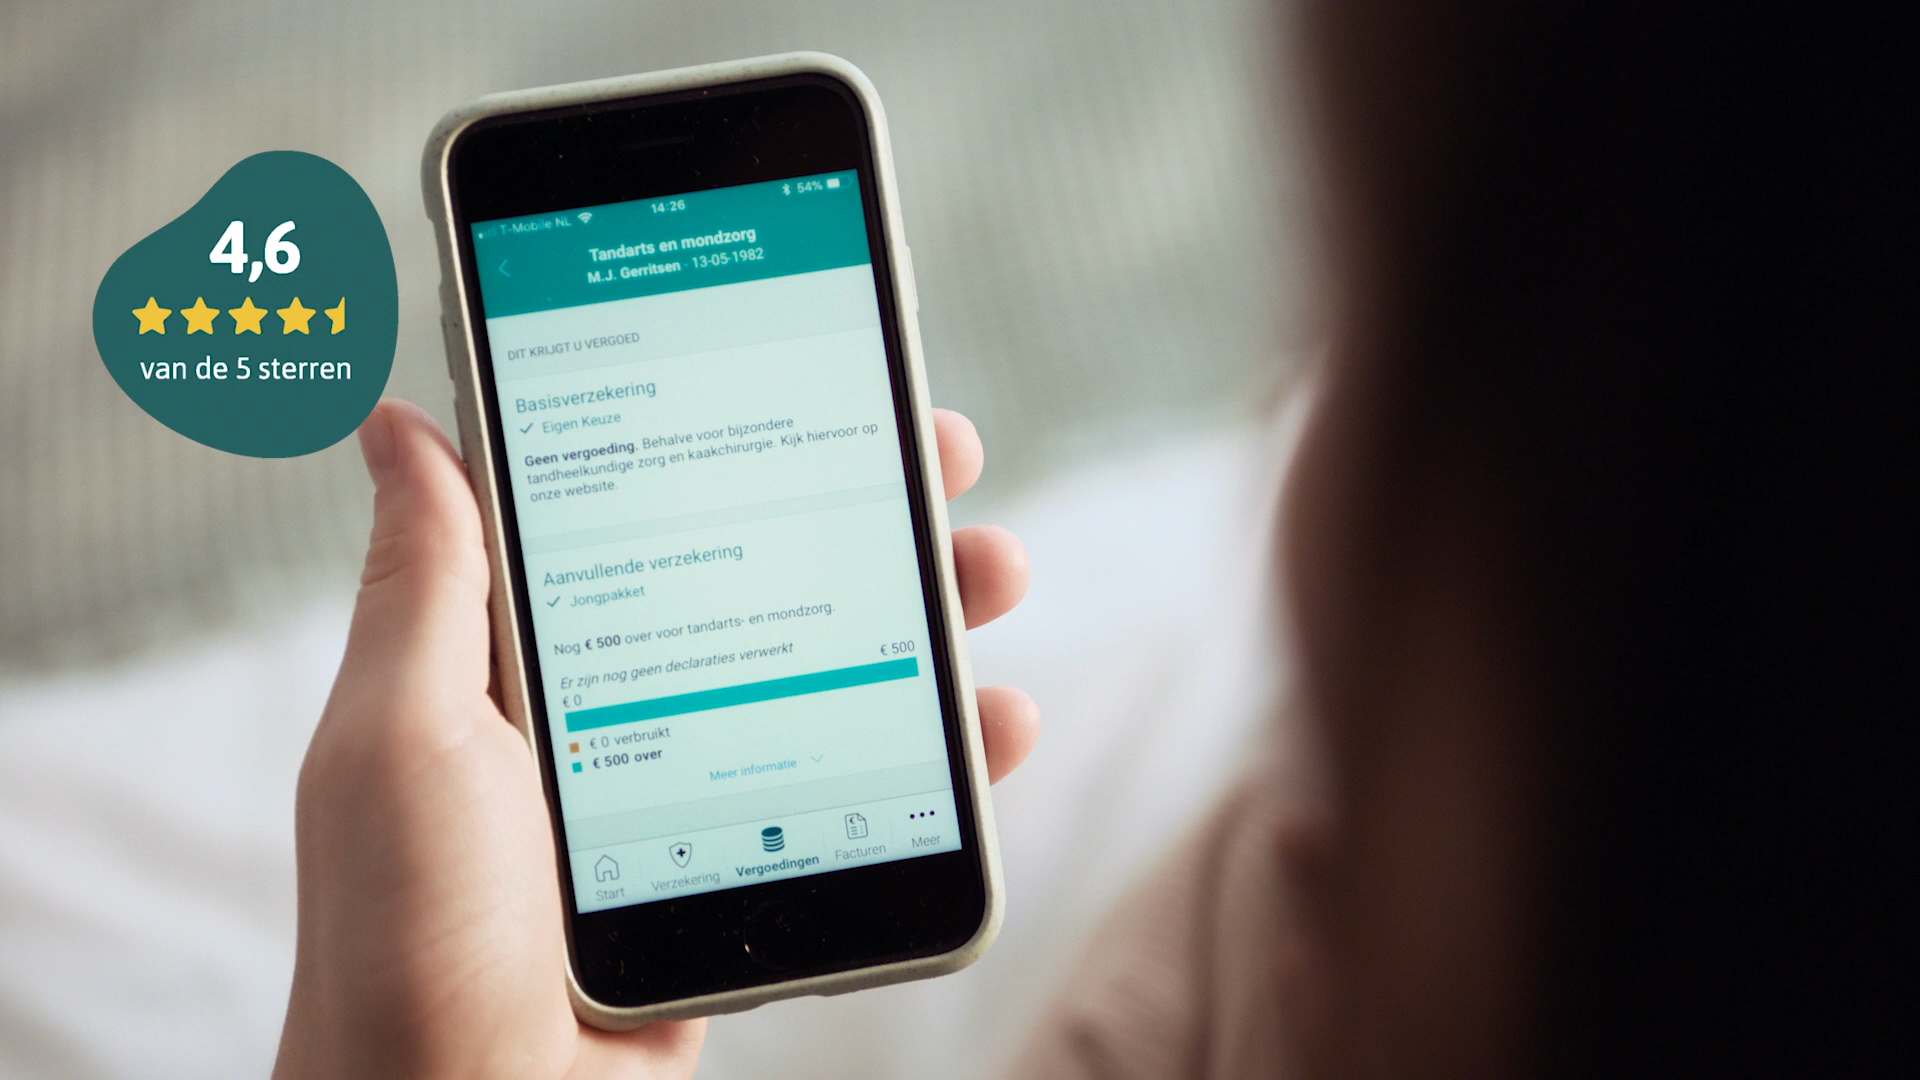 4,6
van de 5 sterren
T-Mobile NL
14:26
54%
Tandarts en mondzorg
M.J. Gerritsen - 13-05-1982
DIT KRIJGT U VERGOED
Basisverzekering
Eigen Keuze
Geen vergoeding. Behalve voor bijzondere
tandheelkundige zorg en kaakchirurgie. Kijk hiervoor op
onze website.
Aanvullende verzekering
Jongpakket
Nog € 500 over voor tandarts- en mondzorg.
Er zijn nog geen declaraties verwerkt
€ 0
€ 500
€ 0 verbruikt
€ 500 over
Meer informatie
Start
Verzekering
Vergoedingen
Facturen
Meer